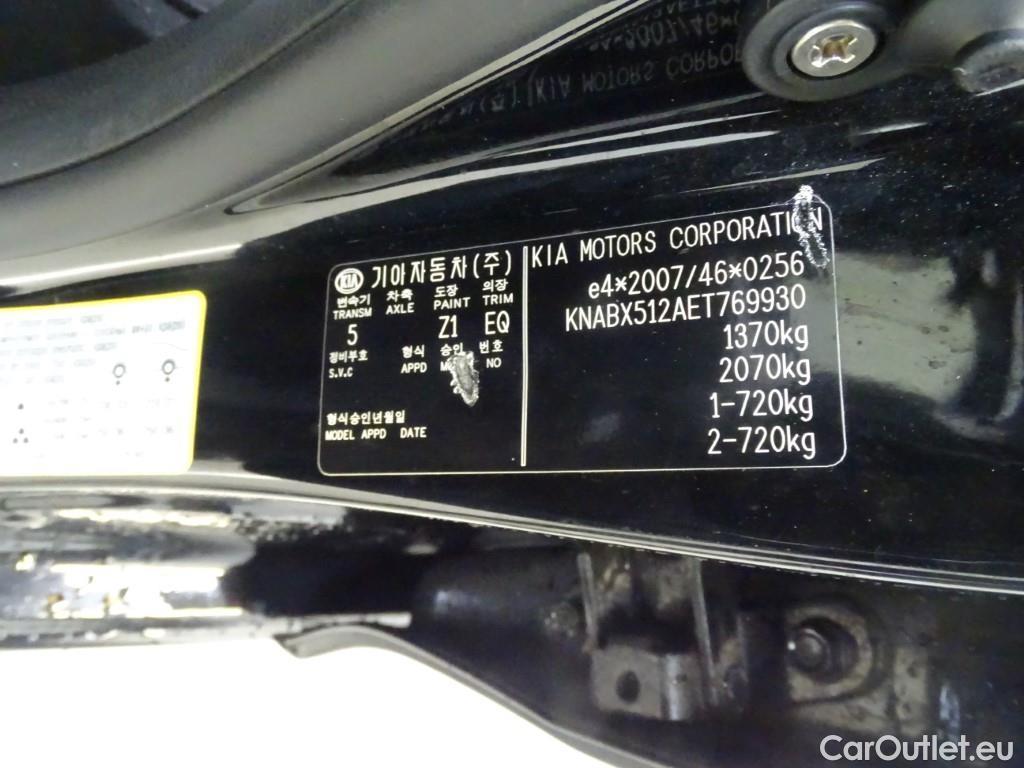 KIA 기아자동차(주)
변속기 차축 도장 의장
TRANSM AXLE PAINT TRIM
5 Z1 EQ
정비부호 형식 승인 번호
S.V.C APPD NO
형식승인년월일
MODEL APPD DATE
KIA MOTORS CORPORATION
e4*2007/46*0256
KNABX512AET769930
1370kg
2070kg
1-720kg
2-720kg
CarOutlet.eu